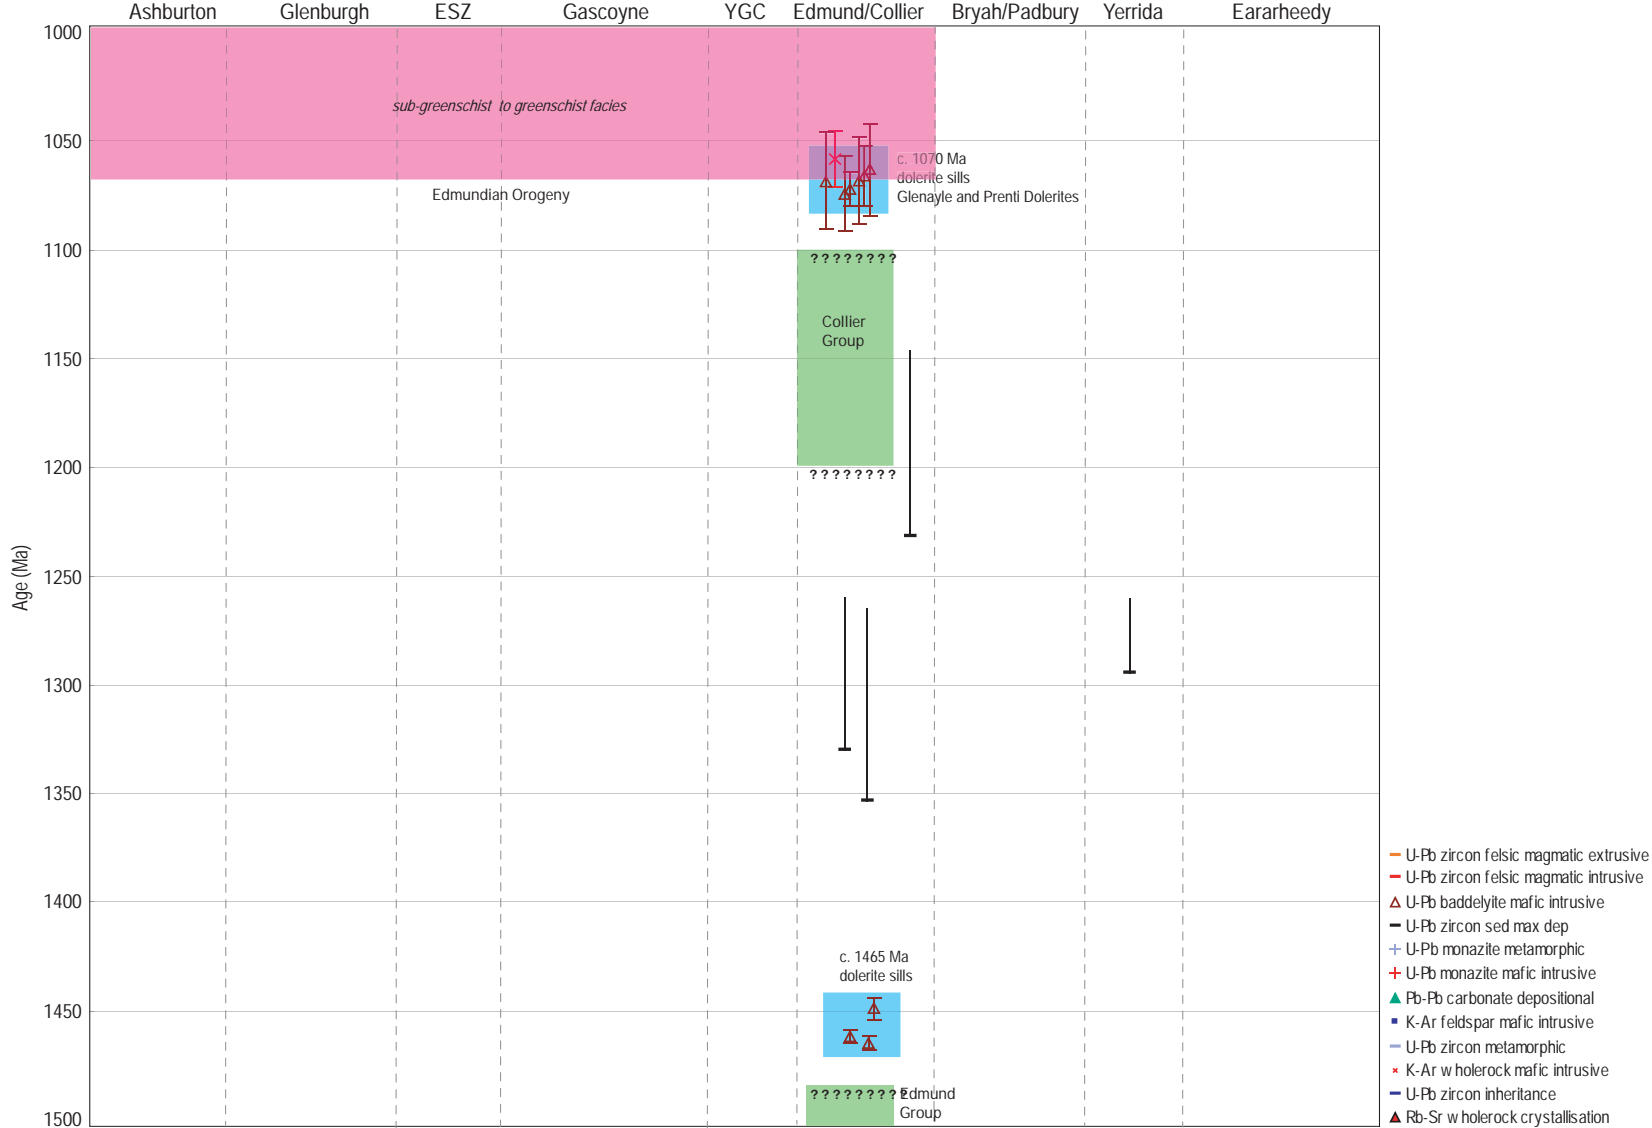 Ashburton Glenburgh ESZ Gascoyne YGC Edmund/Collier Bryah/Padbury Yerrida Eararheedy
1000
sub-greenschist to greenschist facies
1050
c. 1070 Ma
dolerite sills
Glenayle and Prenti Dolerites
Edmundian Orogeny
1100
? ? ? ? ? ? ? ?
Collier
Group
1150
1200
? ? ? ? ? ? ? ?
Age (Ma)
1250
1300
1350
1400
c. 1465 Ma
dolerite sills
1450
? ? ? ? ? ? ? ? ? Edmund
Group
1500
U-Pb zircon felsic magmatic extrusive
U-Pb zircon felsic magmatic intrusive
U-Pb baddelyite mafic intrusive
U-Pb zircon sed max dep
U-Pb monazite metamorphic
U-Pb monazite mafic intrusive
Pb-Pb carbonate depositional
K-Ar feldspar mafic intrusive
U-Pb zircon metamorphic
K-Ar w holerock mafic intrusive
U-Pb zircon inheritance
Rb-Sr w holerock crystallisation